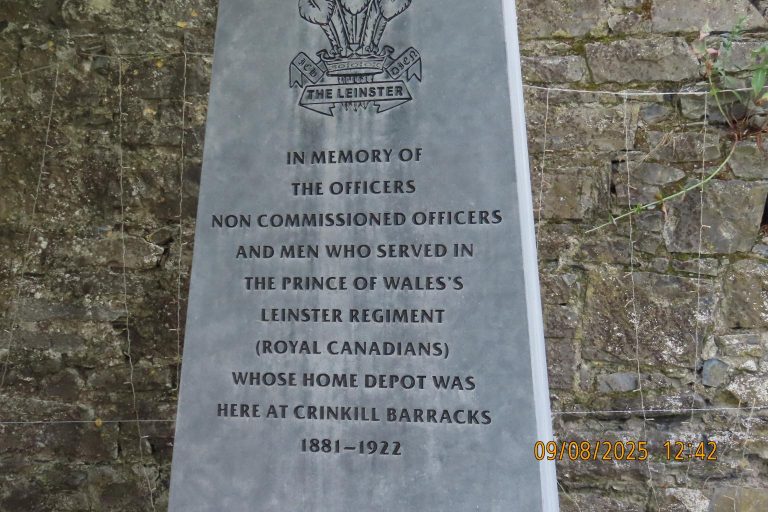 ICH DIEN
THE LEINSTER
IN MEMORY OF
THE OFFICERS
NON COMMISSIONED OFFICERS
AND MEN WHO SERVED IN
THE PRINCE OF WALES'S
LEINSTER REGIMENT
(ROYAL CANADIANS)
WHOSE HOME DEPOT WAS
HERE AT CRINKILL BARRACKS
1881–1922
09/08/2025 12:42